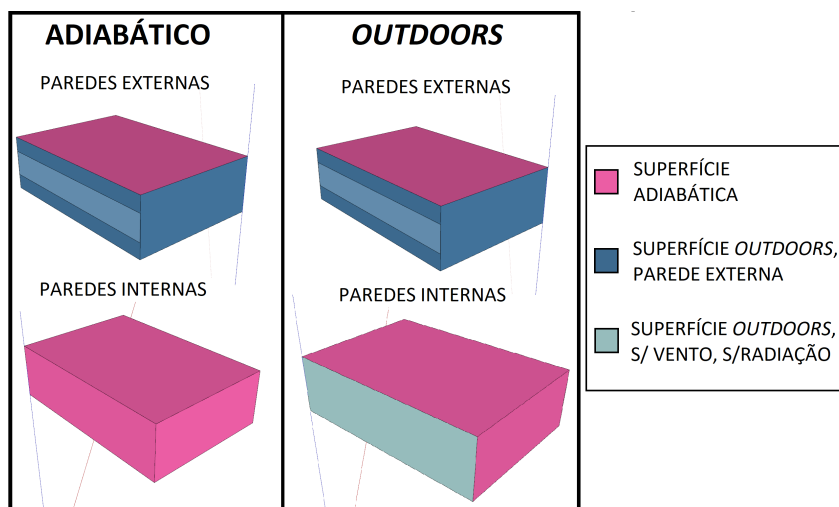 ADIABÁTICO
PAREDES EXTERNAS
PAREDES INTERNAS
OUTDOORS
PAREDES EXTERNAS
PAREDES INTERNAS
SUPERFÍCIE
ADIABÁTICA
SUPERFÍCIE OUTDOORS,
PAREDE EXTERNA
SUPERFÍCIE OUTDOORS,
S/ VENTO, S/RADIAÇÃO